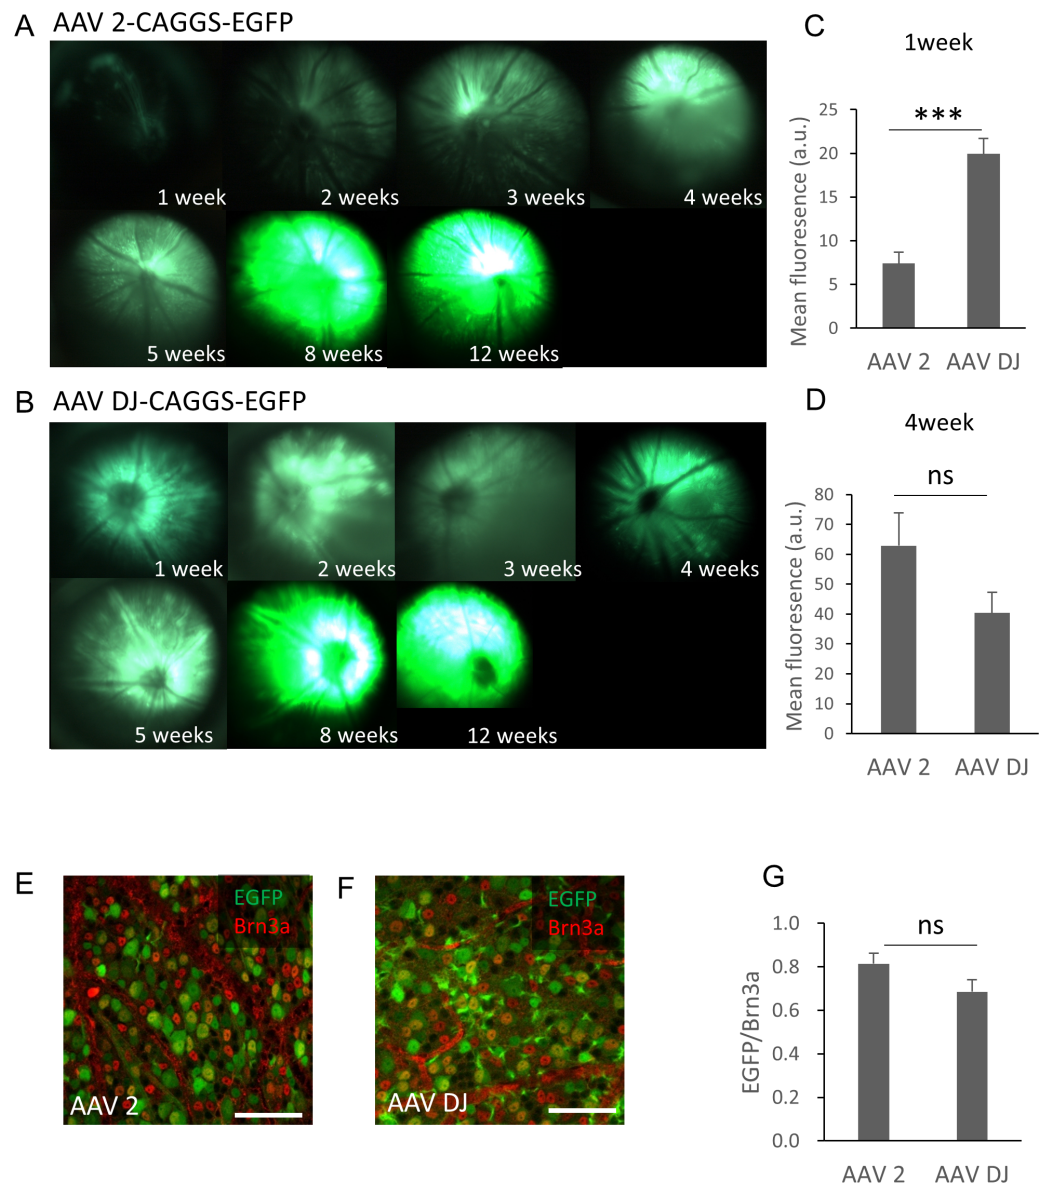 A AAV 2-CAGGS-EGFP
1 week
2 weeks
3 weeks
4 weeks
5 weeks
8 weeks
12 weeks
B AAV DJ-CAGGS-EGFP
1 week
2 weeks
3 weeks
4 weeks
5 weeks
8 weeks
12 weeks
C
1week
***
Mean fluoresence (a.u.)
25
20
15
10
5
0
AAV 2 AAV DJ
D
4week
ns
Mean fluoresence (a.u.)
80
70
60
50
40
30
20
10
0
AAV 2 AAV DJ
E
EGFP
Brn3a
AAV 2
F
EGFP
Brn3a
AAV DJ
G
ns
EGFP/Brn3a
1.0
0.8
0.6
0.4
0.2
0.0
AAV 2 AAV DJ